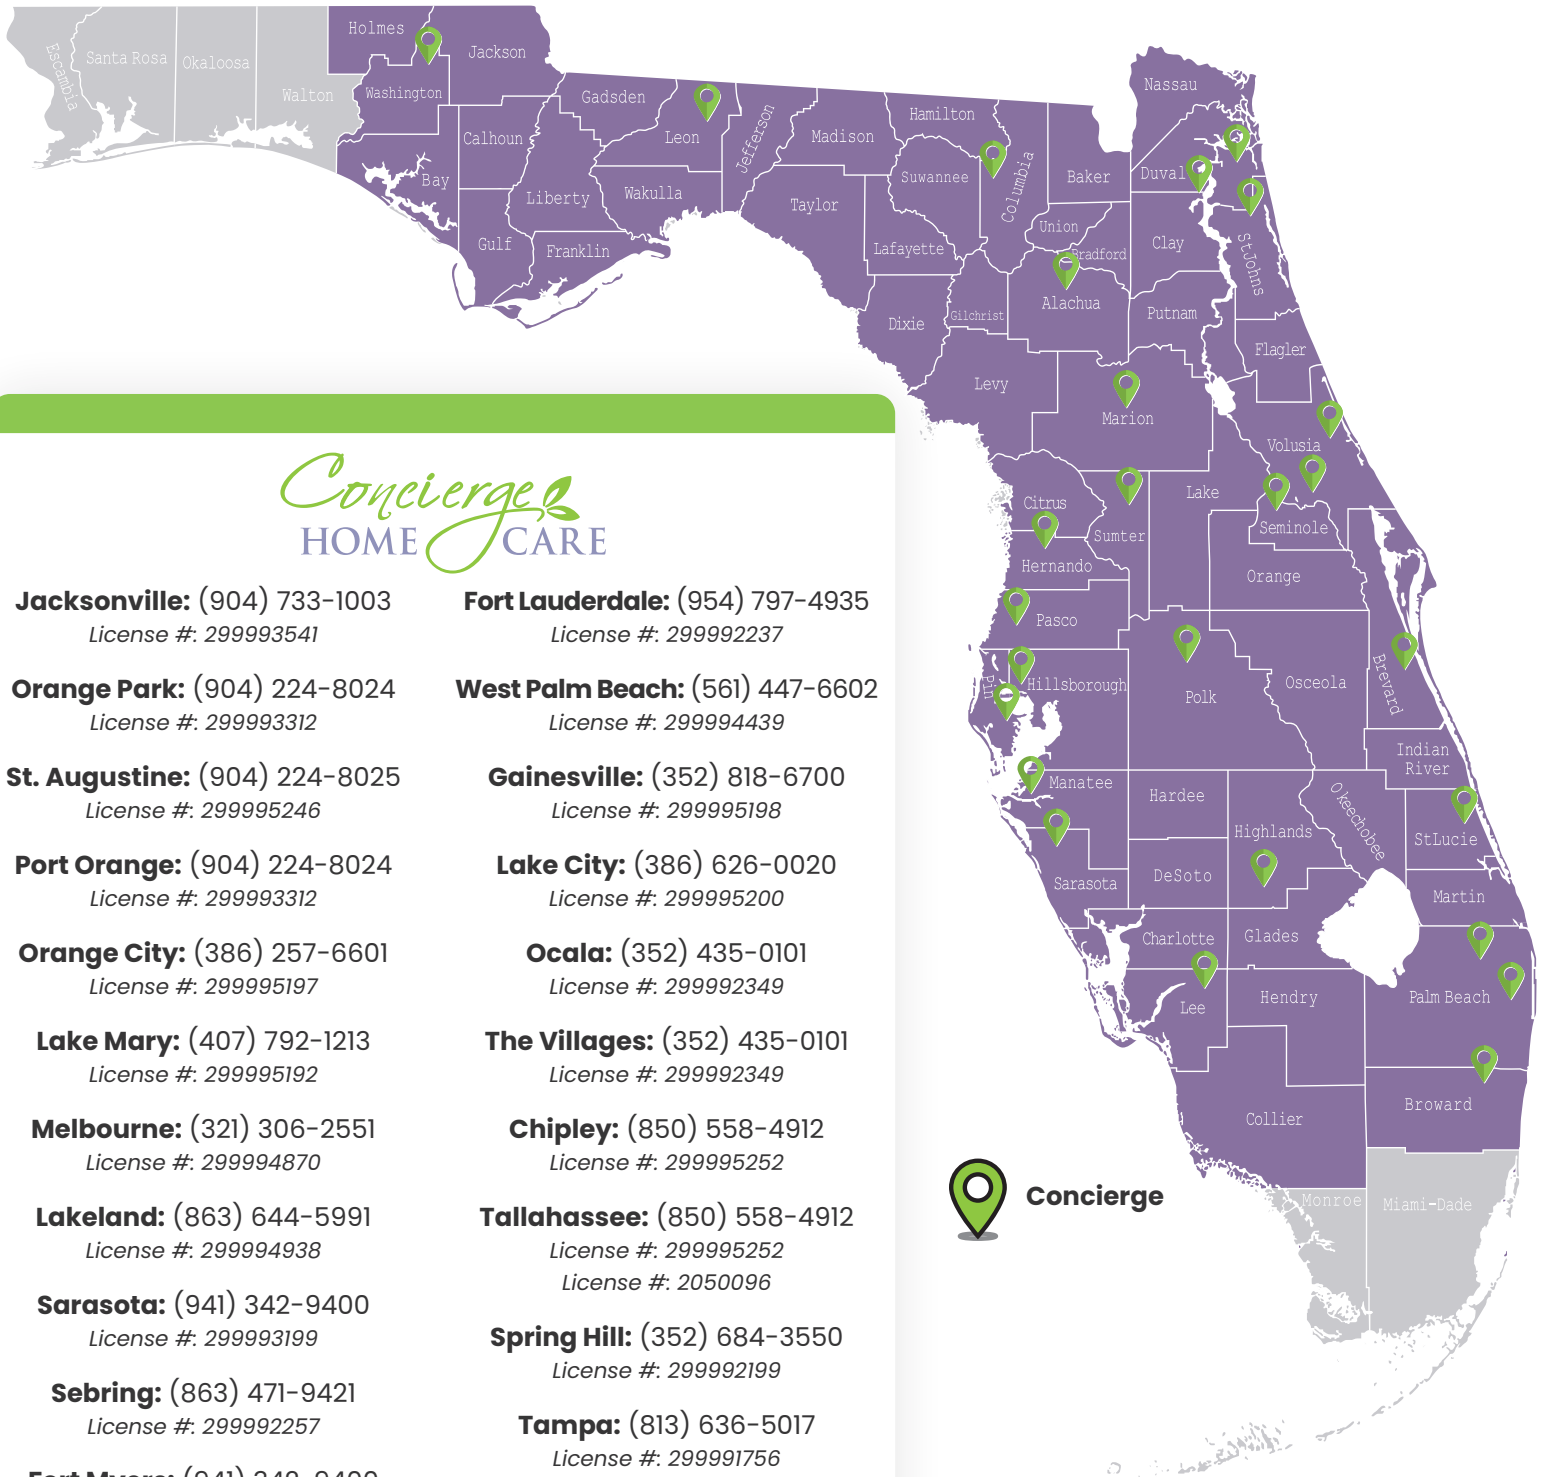 Holmes
Jackson
Escambia
Santa Rosa
Okaloosa
Walton
Washington
Nassau
Gadsden
Leon
Jefferson
Madison
Hamilton
Calhoun
Bay
Liberty
Wakulla
Taylor
Suwannee
Columbia
Baker
Duval
Union
Bradford
Clay
StJohns
Gulf
Franklin
Lafayette
Dixie
Gilchrist
Alachua
Putnam
Flagler
Levy
Marion
Volusia
Citrus
Sumter
Lake
Seminole
Hernando
Orange
Pasco
Pin
Hillsborough
Polk
Osceola
Brevard
Indian
River
Manatee
Hardee
Highlands
Okeechobee
StLucie
Sarasota
DeSoto
Martin
Charlotte
Glades
Lee
Hendry
Palm Beach
Collier
Broward
Monroe
Miami-Dade
Concierge
Concierge
HOME CARE
Jacksonville: (904) 733-1003
License #: 299993541
Orange Park: (904) 224-8024
License #: 299993312
St. Augustine: (904) 224-8025
License #: 299995246
Port Orange: (904) 224-8024
License #: 299993312
Orange City: (386) 257-6601
License #: 299995197
Lake Mary: (407) 792-1213
License #: 299995192
Melbourne: (321) 306-2551
License #: 299994870
Lakeland: (863) 644-5991
License #: 299994938
Sarasota: (941) 342-9400
License #: 299993199
Sebring: (863) 471-9421
License #: 299992257
Fort Myers: (941) 342-9400
Fort Lauderdale: (954) 797-4935
License #: 299992237
West Palm Beach: (561) 447-6602
License #: 299994439
Gainesville: (352) 818-6700
License #: 299995198
Lake City: (386) 626-0020
License #: 299995200
Ocala: (352) 435-0101
License #: 299992349
The Villages: (352) 435-0101
License #: 299992349
Chipley: (850) 558-4912
License #: 299995252
Tallahassee: (850) 558-4912
License #: 299995252
License #: 2050096
Spring Hill: (352) 684-3550
License #: 299992199
Tampa: (813) 636-5017
License #: 299991756